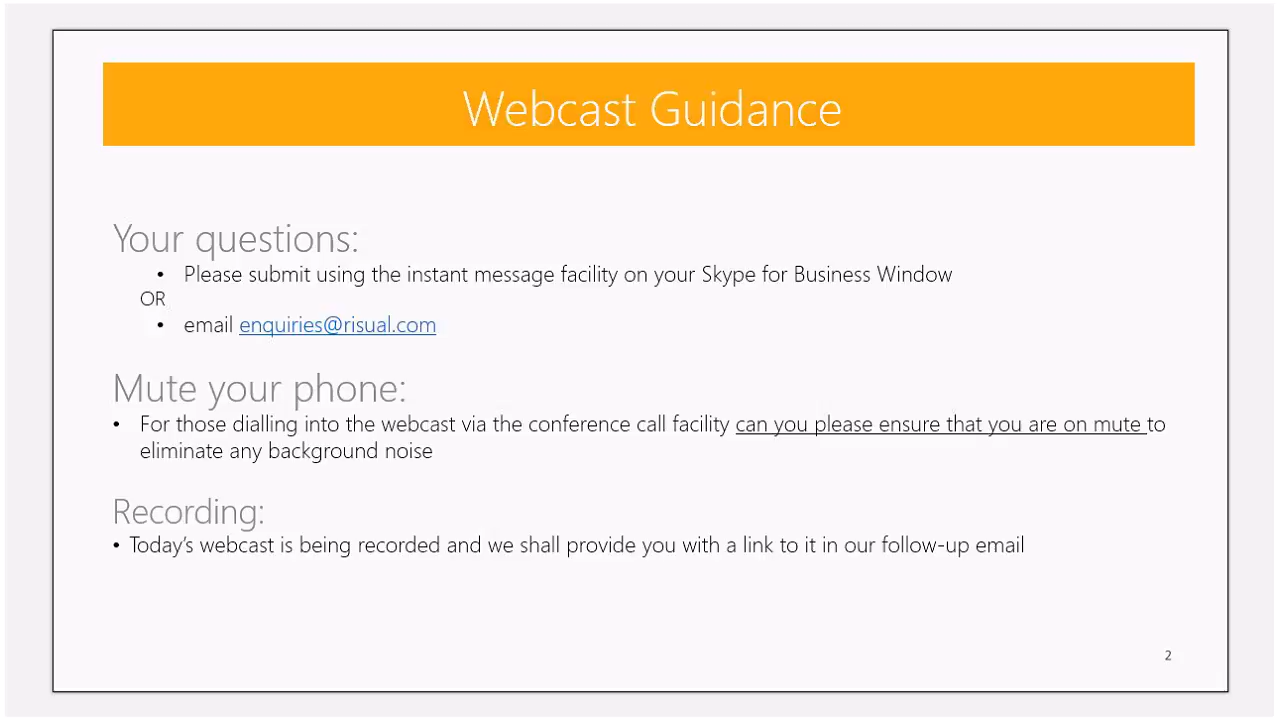 Webcast Guidance
Your questions:
• Please submit using the instant message facility on your Skype for Business Window
OR
• email enquiries@risual.com
Mute your phone:
• For those dialling into the webcast via the conference call facility can you please ensure that you are on mute to
eliminate any background noise
Recording:
• Today’s webcast is being recorded and we shall provide you with a link to it in our follow-up email
2